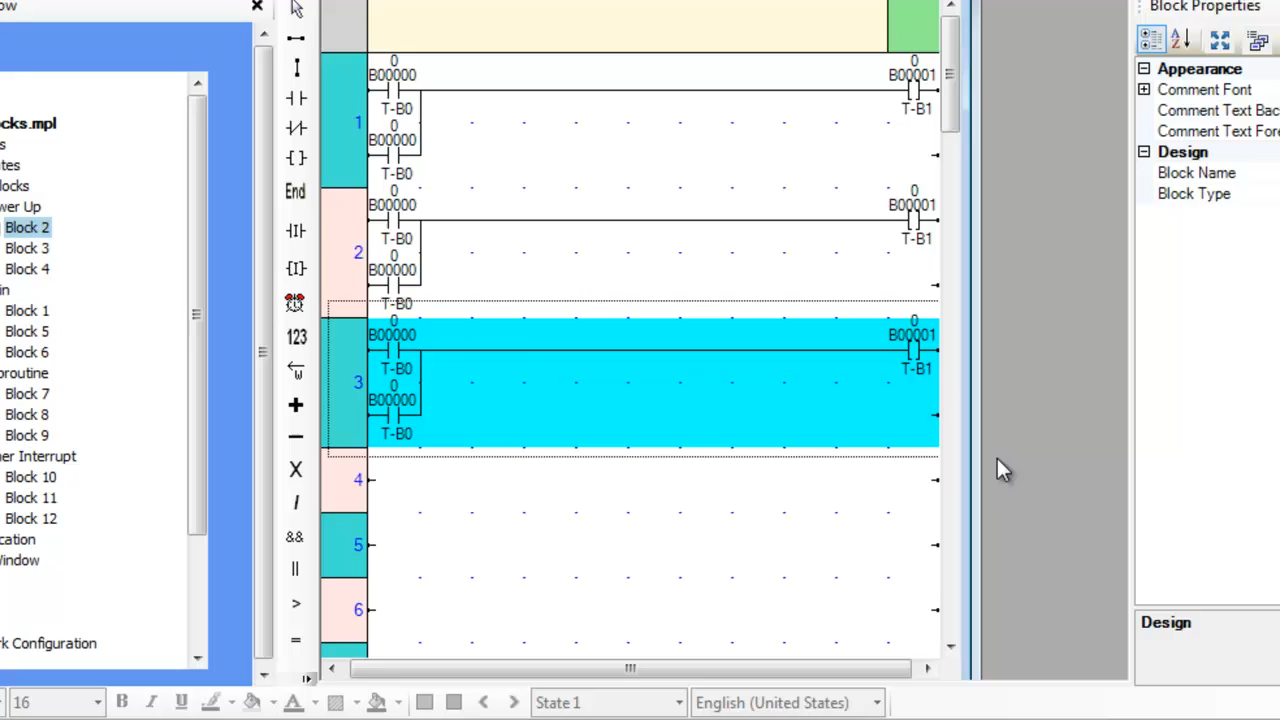 ow
Block Properties
ocks.mpl
s
tes
locks
wer Up
Block 2
Block 3
Block 4
in
Block 1
Block 5
Block 6
proutine
Block 7
Block 8
Block 9
ner Interrupt
Block 10
Block 11
Block 12
cation
Window
rk Configuration
End
123
X
/
&&
||
>
=
0
B00000
T-B0
0
B00001
T-B1
1
0
B00000
T-B0
0
B00000
T-B0
0
B00001
T-B1
2
0
B00000
T-B0
0
B00000
T-B0
0
B00001
T-B1
3
0
B00000
T-B0
4
5
6
Appearance
Comment Font
Comment Text Bac
Comment Text Fore
Design
Block Name
Block Type
Design
16
B
I
U
A
State 1
English (United States)